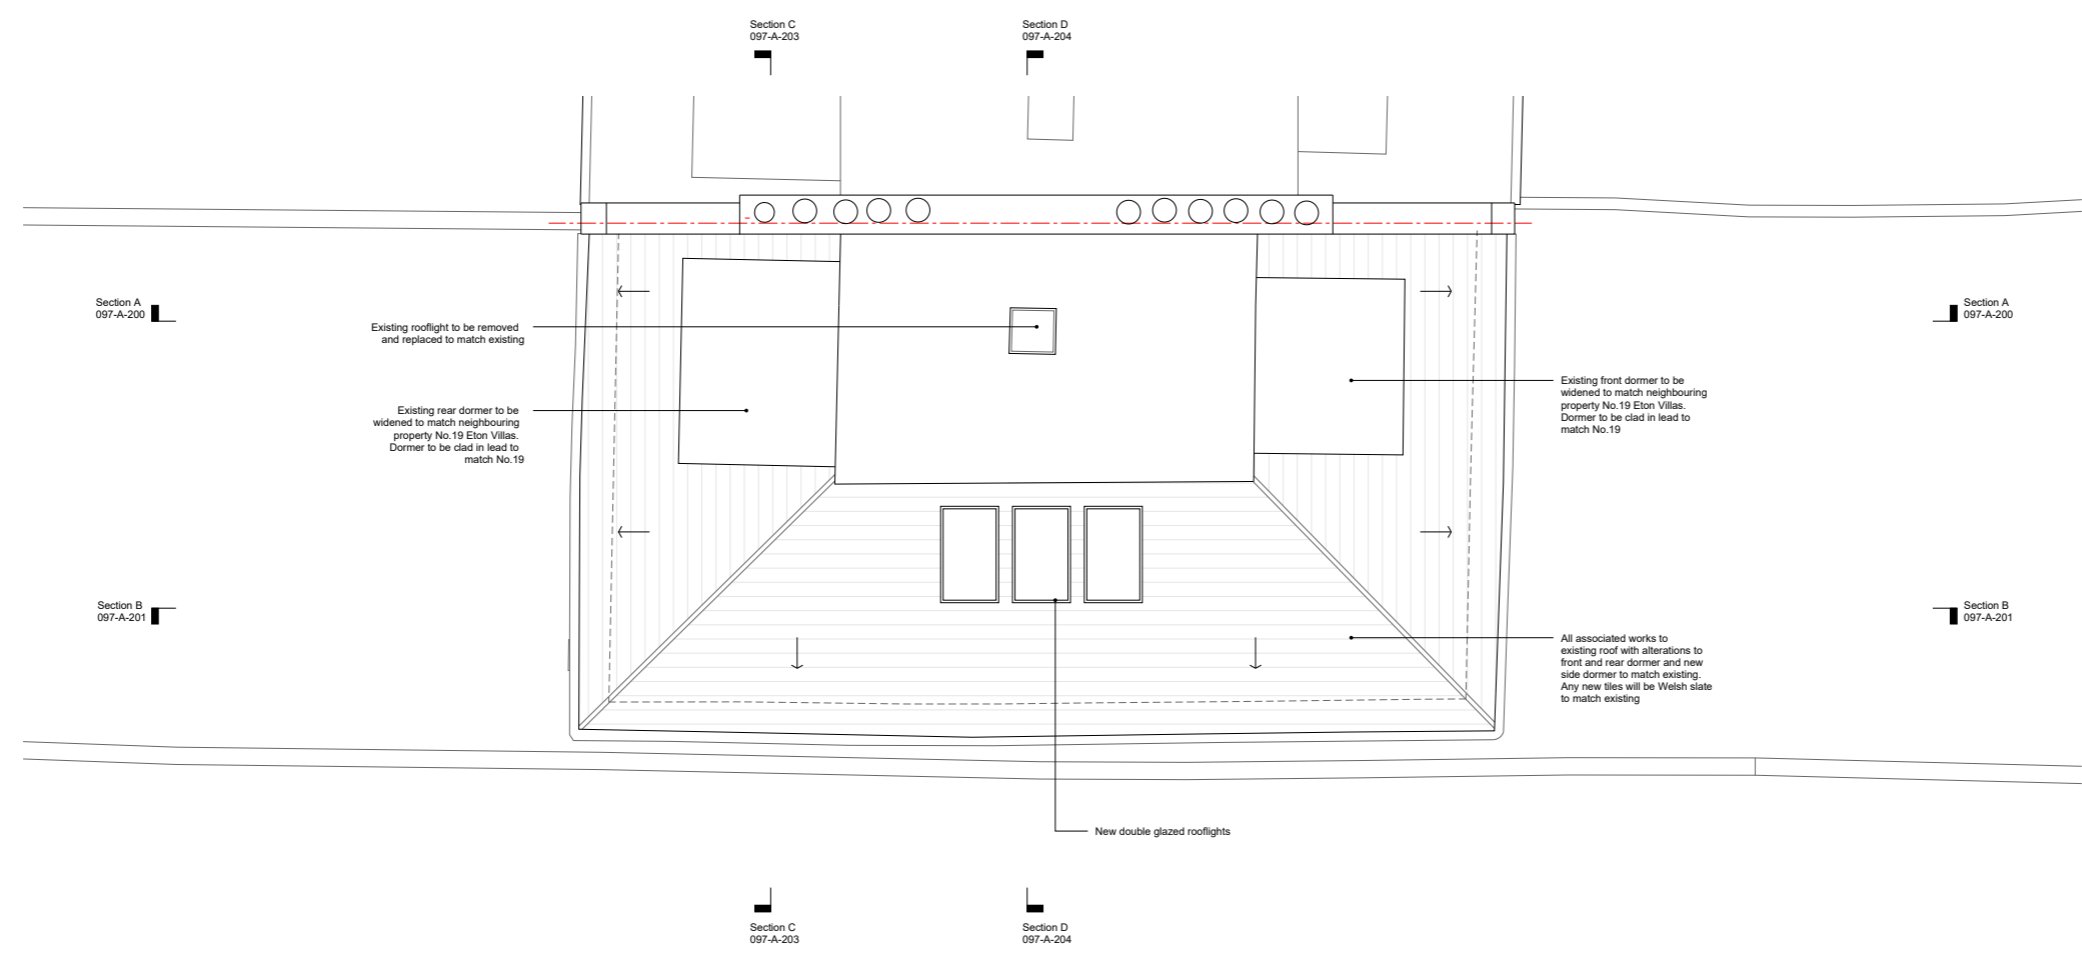 Section C
097-A-203
Section D
097-A-204
Section A
097-A-200
Section A
097-A-200
Existing rooflight to be removed
and replaced to match existing
Existing rear dormer to be
widened to match neighbouring
property No.19 Eton Villas.
Dormer to be clad in lead to
match No.19
Existing front dormer to be
widened to match neighbouring
property No.19 Eton Villas.
Dormer to be clad in lead to
match No.19
Section B
097-A-201
Section B
097-A-201
All associated works to
existing roof with alterations to
front and rear dormer and new
side dormer to match existing.
Any new tiles will be Welsh slate
to match existing
New double glazed rooflights
Section C
097-A-203
Section D
097-A-204